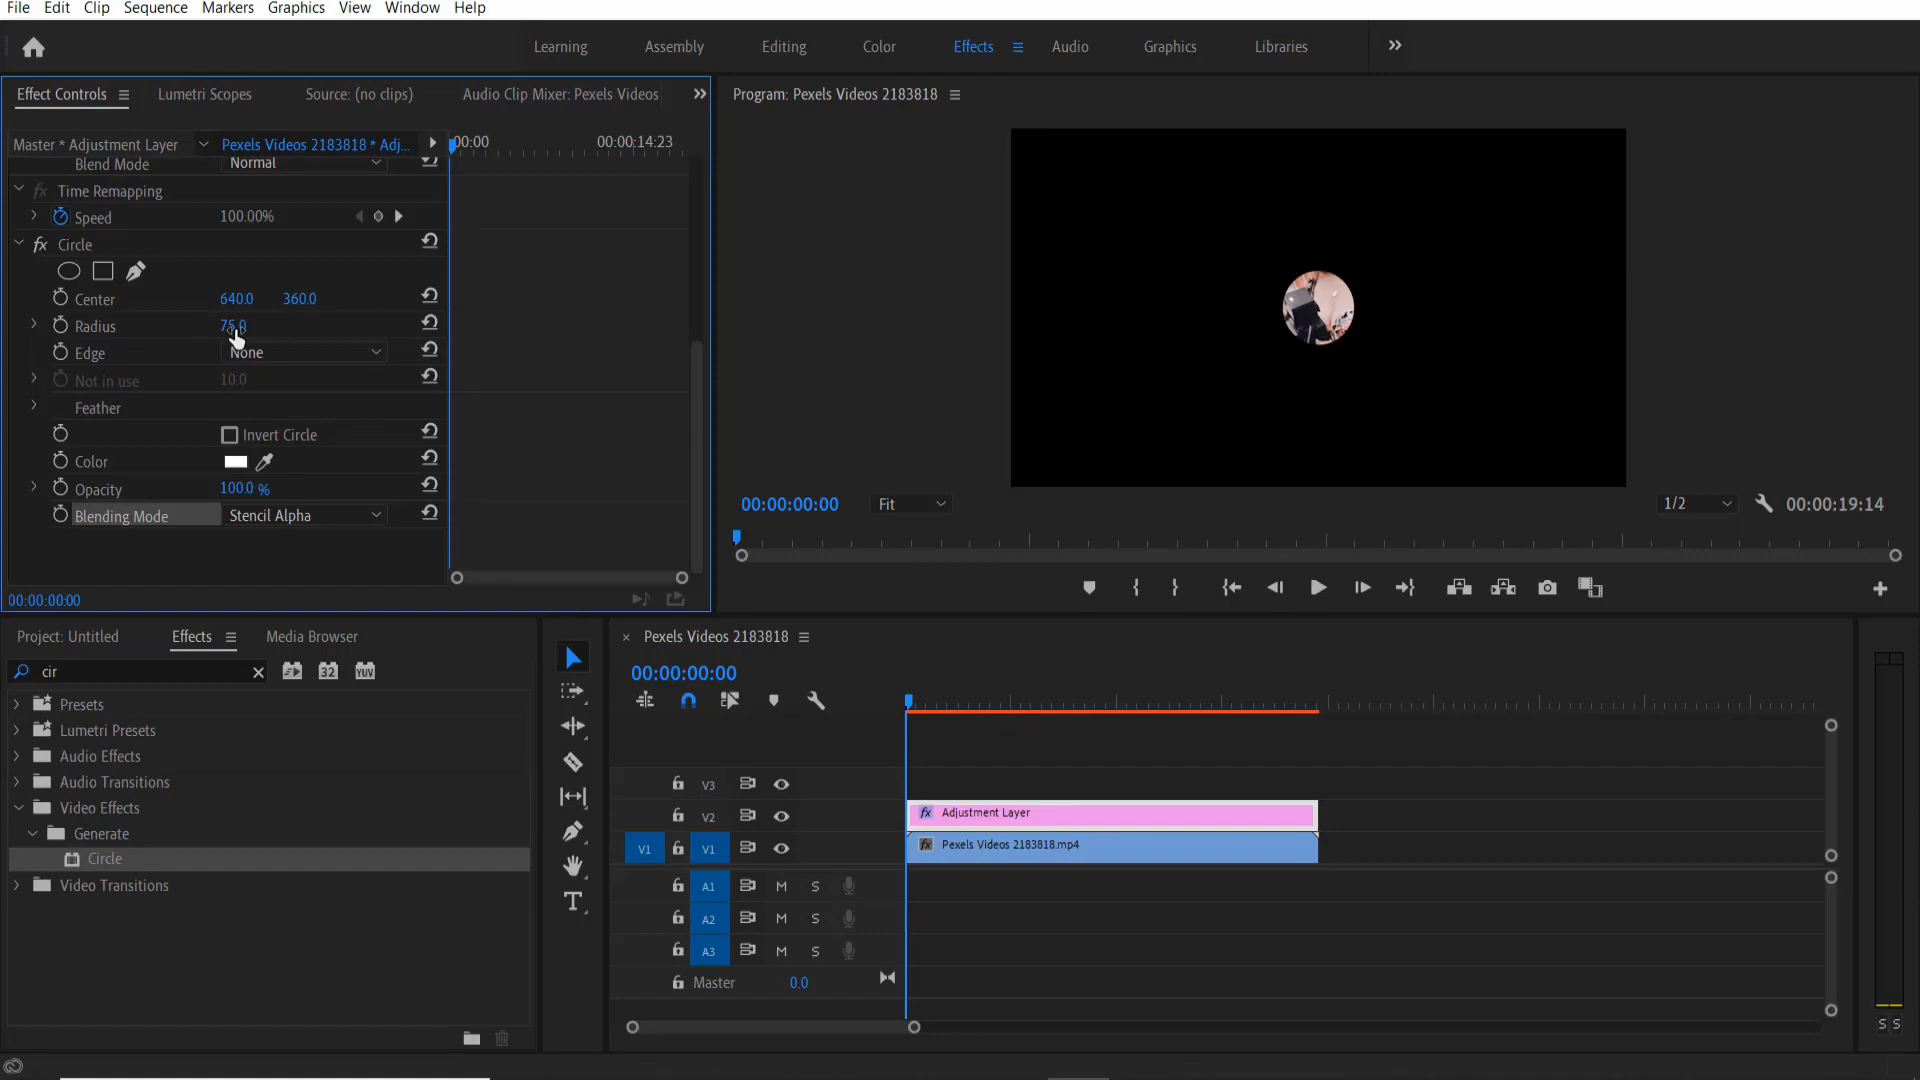 File Edit Clip Sequence Markers Graphics View Window Help
Learning Assembly Editing Color Effects Audio Graphics Libraries
Effect Controls Lumetri Scopes Source: (no clips) Audio Clip Mixer: Pexels Videos
Program: Pexels Videos 2183818
Master * Adjustment Layer Pexels Videos 2183818 * Adj... :00:00 00:00:14:23
Blend Mode Normal
fx Time Remapping
Speed 100.00%
fx Circle
Center 640.0 360.0
Radius 75.0
Edge None
Not in use 10.0
Feather
Invert Circle
Color
Opacity 100.0 %
Blending Mode Stencil Alpha
00:00:00:00
00:00:00:00 Fit 1/2 00:00:19:14
Project: Untitled Effects Media Browser
cir 32 YUV
Presets
Lumetri Presets
Audio Effects
Audio Transitions
Video Effects
Generate
Circle
Video Transitions
× Pexels Videos 2183818
00:00:00:00
V3
V2 fx Adjustment Layer
V1 V1 fx Pexels Videos 2183818.mp4
A1 M S
A2 M S
A3 M S
Master 0.0
T
S S